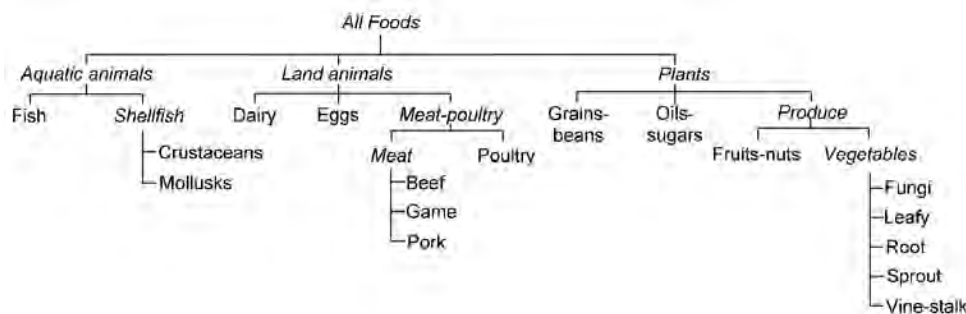 All Foods
Aquatic animals
Land animals
Plants
Fish
Shellfish
Dairy
Eggs
Meat-poultry
Grains-
beans
Oils-
sugars
Produce
Crustaceans
Mollusks
Meat
Poultry
Fruits-nuts
Vegetables
Beef
Game
Pork
Fungi
Leafy
Root
Sprout
Vine-stalk